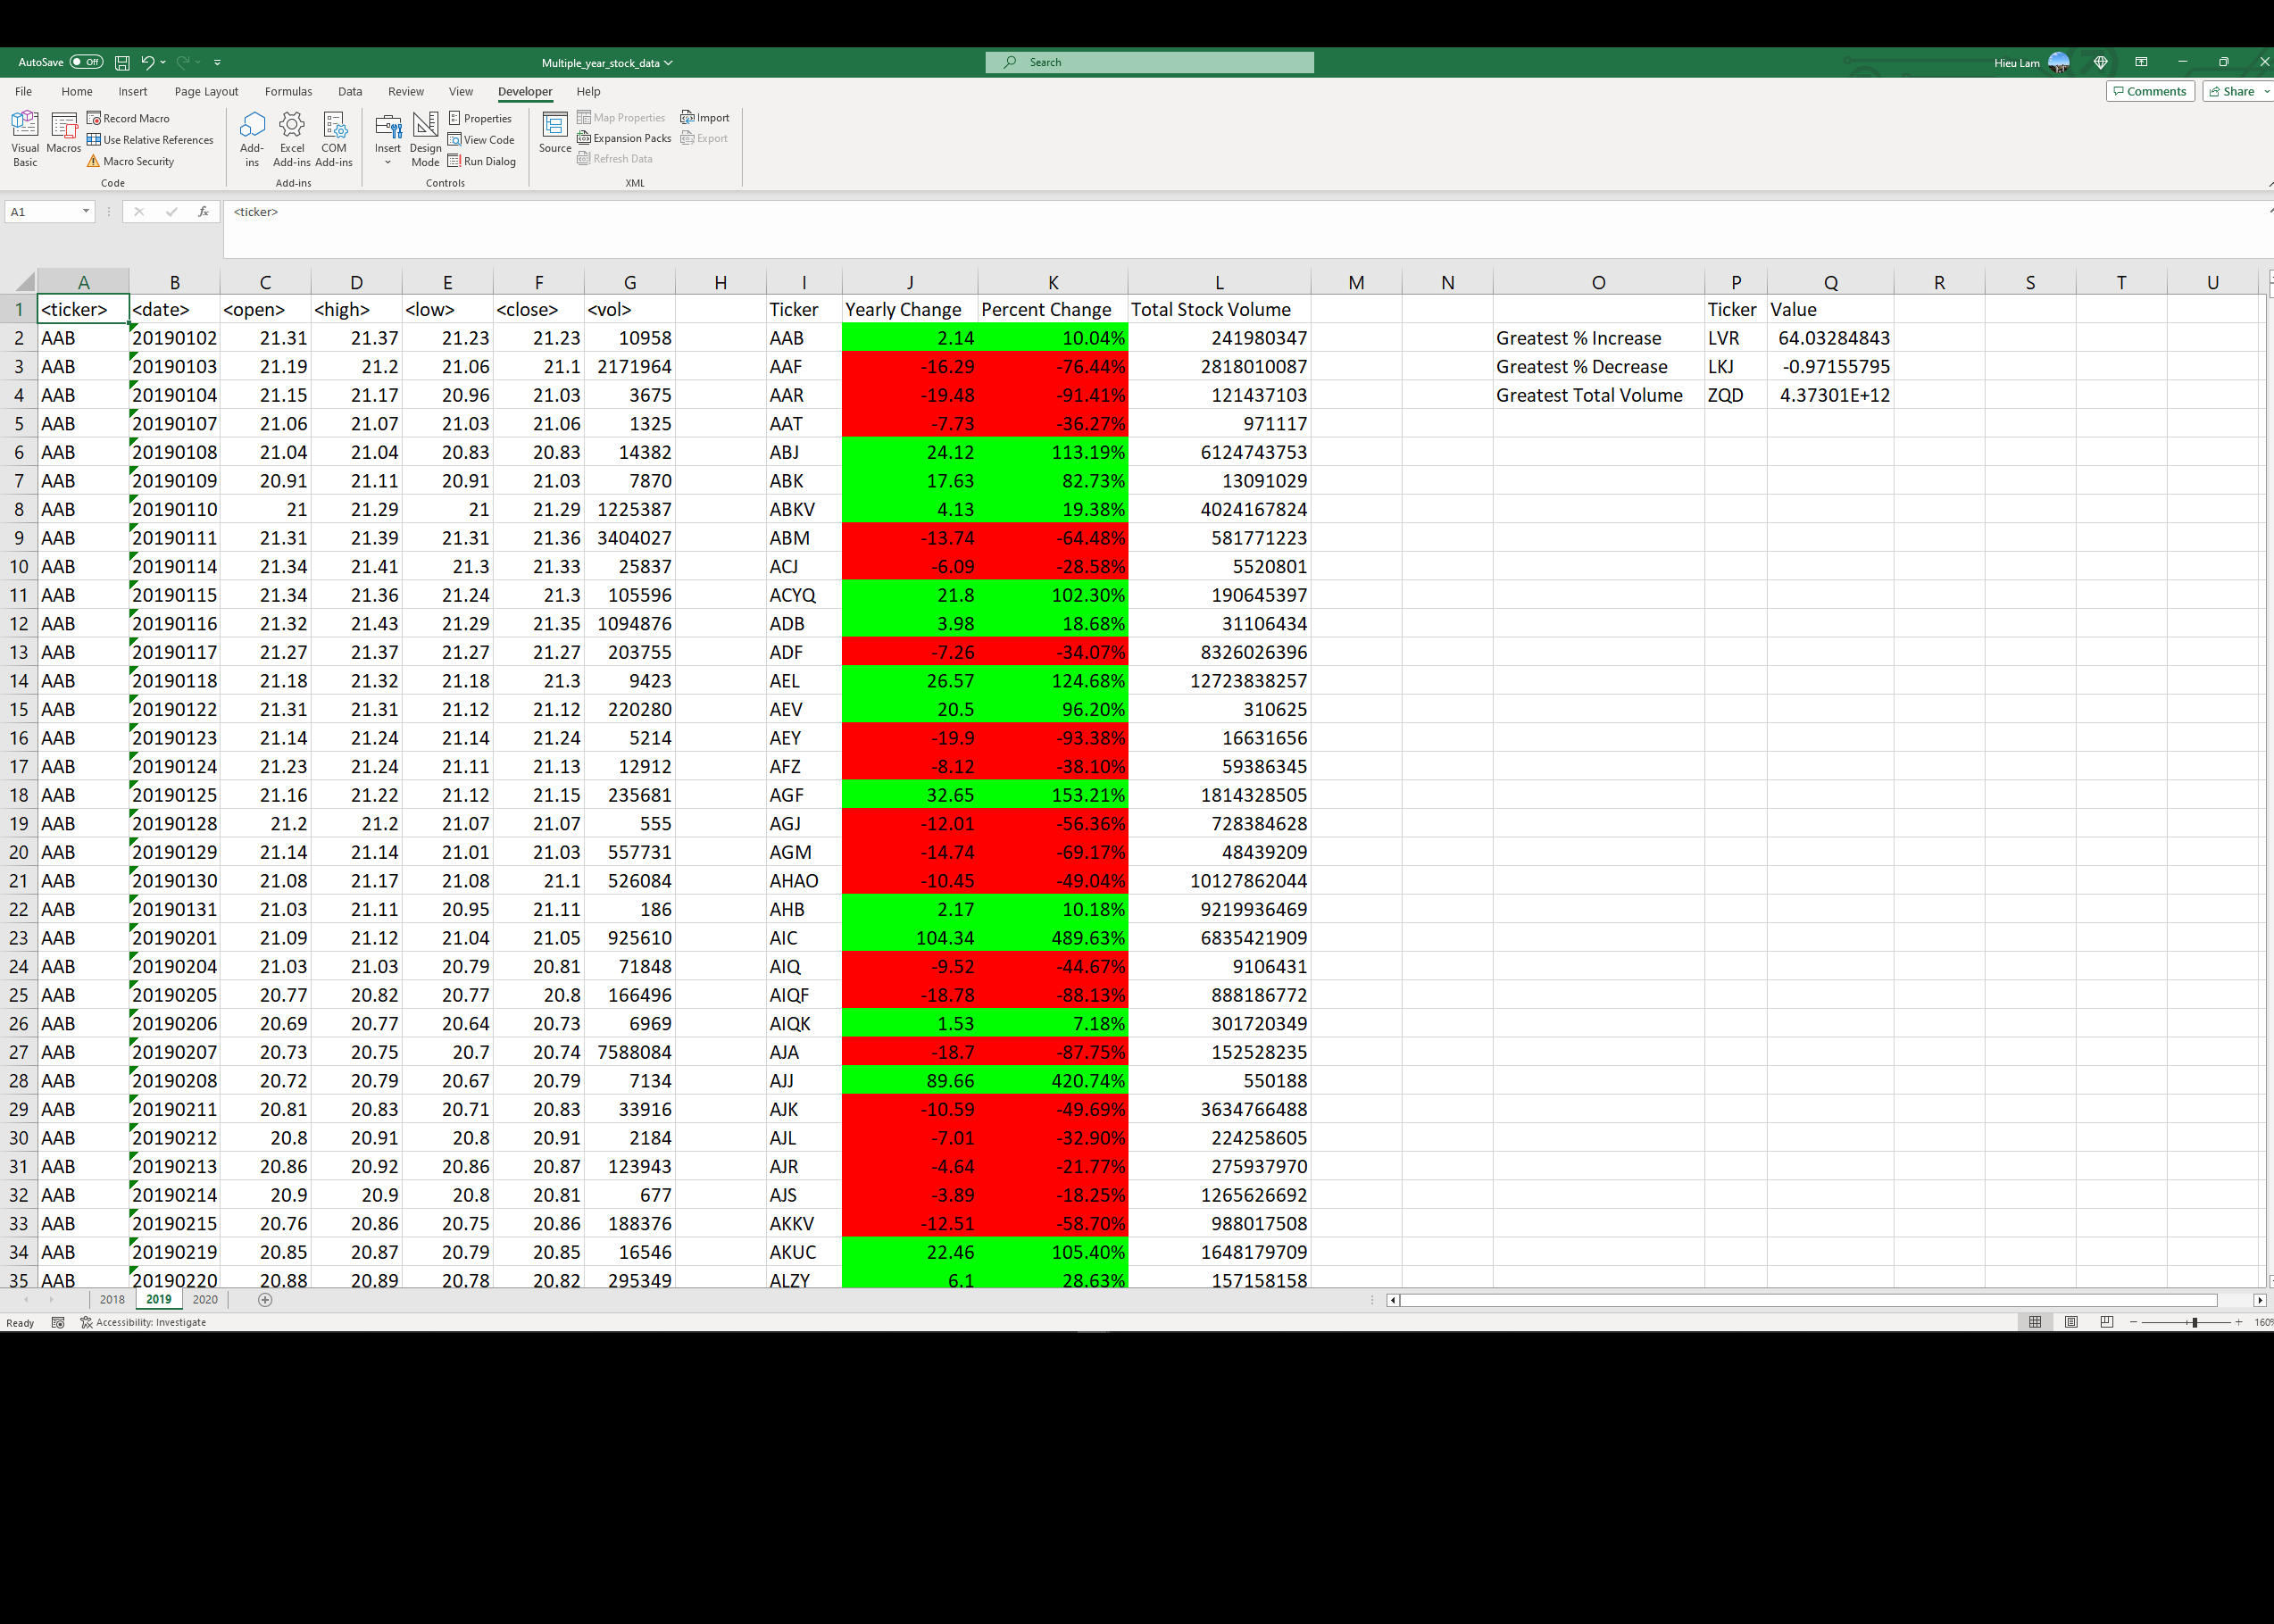 AutoSave Off Multiple_year_stock_data Search Hieu Lam
File Home Insert Page Layout Formulas Data Review View Developer Help Comments Share
Visual Basic Macros Record Macro Use Relative References Macro Security Code
Add-ins Excel Add-ins COM Add-ins Add-ins
Insert Design Mode Properties View Code Run Dialog Controls
Source Map Properties Expansion Packs Refresh Data Import Export XML
A1 fx <ticker>
A B C D E F G H I J K L M N O P Q R S T U
1 <ticker> <date> <open> <high> <low> <close> <vol> Ticker Yearly Change Percent Change Total Stock Volume Ticker Value
2 AAB 20190102 21.31 21.37 21.23 21.23 10958 AAB 2.14 10.04% 241980347 Greatest % Increase LVR 64.03284843
3 AAB 20190103 21.19 21.2 21.06 21.1 2171964 AAF -16.29 -76.44% 2818010087 Greatest % Decrease LKJ -0.97155795
4 AAB 20190104 21.15 21.17 20.96 21.03 3675 AAR -19.48 -91.41% 121437103 Greatest Total Volume ZQD 4.37301E+12
5 AAB 20190107 21.06 21.07 21.03 21.06 1325 AAT -7.73 -36.27% 971117
6 AAB 20190108 21.04 21.04 20.83 20.83 14382 ABJ 24.12 113.19% 6124743753
7 AAB 20190109 20.91 21.11 20.91 21.03 7870 ABK 17.63 82.73% 13091029
8 AAB 20190110 21 21.29 21 21.29 1225387 ABKV 4.13 19.38% 4024167824
9 AAB 20190111 21.31 21.39 21.31 21.36 3404027 ABM -13.74 -64.48% 581771223
10 AAB 20190114 21.34 21.41 21.3 21.33 25837 ACJ -6.09 -28.58% 5520801
11 AAB 20190115 21.34 21.36 21.24 21.3 105596 ACYQ 21.8 102.30% 190645397
12 AAB 20190116 21.32 21.43 21.29 21.35 1094876 ADB 3.98 18.68% 31106434
13 AAB 20190117 21.27 21.37 21.27 21.27 203755 ADF -7.26 -34.07% 8326026396
14 AAB 20190118 21.18 21.32 21.18 21.3 9423 AEL 26.57 124.68% 12723838257
15 AAB 20190122 21.31 21.31 21.12 21.12 220280 AEV 20.5 96.20% 310625
16 AAB 20190123 21.14 21.24 21.14 21.24 5214 AEY -19.9 -93.38% 16631656
17 AAB 20190124 21.23 21.24 21.11 21.13 12912 AFZ -8.12 -38.10% 59386345
18 AAB 20190125 21.16 21.22 21.12 21.15 235681 AGF 32.65 153.21% 1814328505
19 AAB 20190128 21.2 21.2 21.07 21.07 555 AGJ -12.01 -56.36% 728384628
20 AAB 20190129 21.14 21.14 21.01 21.03 557731 AGM -14.74 -69.17% 48439209
21 AAB 20190130 21.08 21.17 21.08 21.1 526084 AHAO -10.45 -49.04% 10127862044
22 AAB 20190131 21.03 21.11 20.95 21.11 186 AHB 2.17 10.18% 9219936469
23 AAB 20190201 21.09 21.12 21.04 21.05 925610 AIC 104.34 489.63% 6835421909
24 AAB 20190204 21.03 21.03 20.79 20.81 71848 AIQ -9.52 -44.67% 9106431
25 AAB 20190205 20.77 20.82 20.77 20.8 166496 AIQF -18.78 -88.13% 888186772
26 AAB 20190206 20.69 20.77 20.64 20.73 6969 AIQK 1.53 7.18% 301720349
27 AAB 20190207 20.73 20.75 20.7 20.74 7588084 AJA -18.7 -87.75% 152528235
28 AAB 20190208 20.72 20.79 20.67 20.79 7134 AJJ 89.66 420.74% 550188
29 AAB 20190211 20.81 20.83 20.71 20.83 33916 AJK -10.59 -49.69% 3634766488
30 AAB 20190212 20.8 20.91 20.8 20.91 2184 AJL -7.01 -32.90% 224258605
31 AAB 20190213 20.86 20.92 20.86 20.87 123943 AJR -4.64 -21.77% 275937970
32 AAB 20190214 20.9 20.9 20.8 20.81 677 AJS -3.89 -18.25% 1265626692
33 AAB 20190215 20.76 20.86 20.75 20.86 188376 AKKV -12.51 -58.70% 988017508
34 AAB 20190219 20.85 20.87 20.79 20.85 16546 AKUC 22.46 105.40% 1648179709
35 AAB 20190220 20.88 20.89 20.78 20.82 295349 ALZY 6.1 28.63% 157158158
2018 2019 2020
Ready Accessibility: Investigate 160%